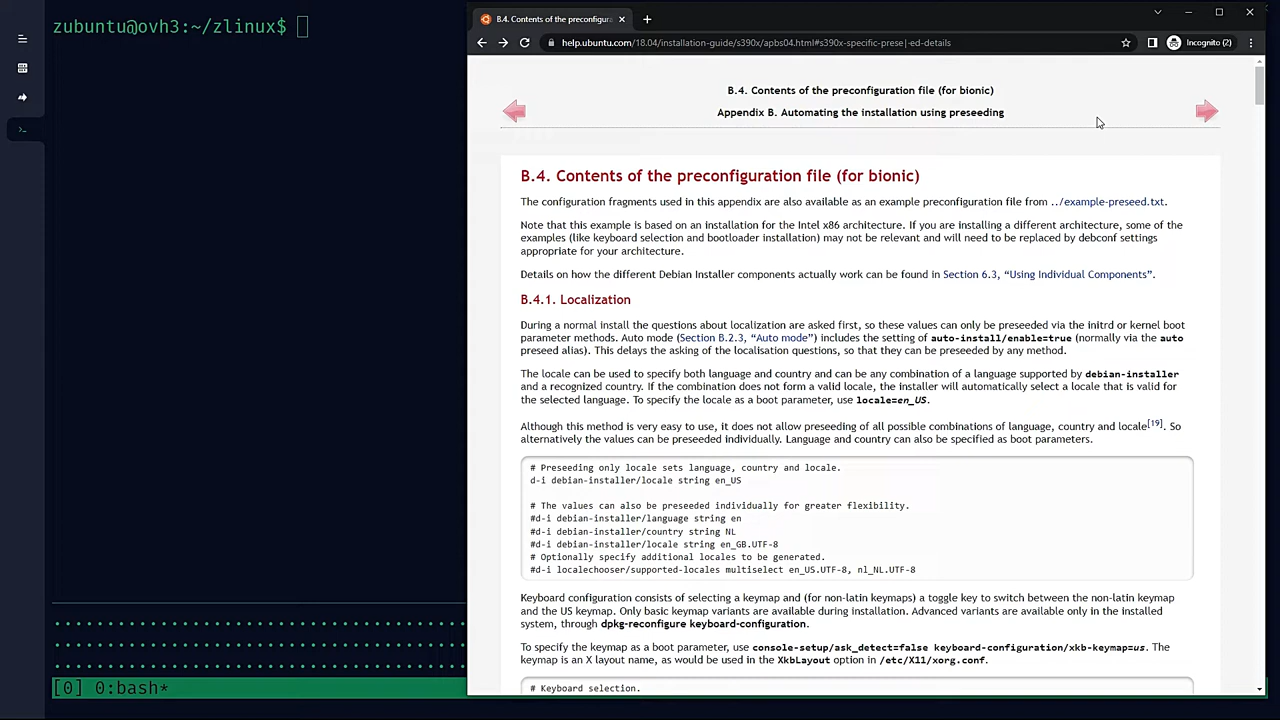 zubuntu@ovh3:~/zlinux$
B.4. Contents of the preconfigura
help.ubuntu.com/18.04/installation-guide/s390x/apbs04.html#s390x-specific-prese|-ed-details
Incognito (2)
B.4. Contents of the preconfiguration file (for bionic)
Appendix B. Automating the installation using preseeding
B.4. Contents of the preconfiguration file (for bionic)
The configuration fragments used in this appendix are also available as an example preconfiguration file from ../example-preseed.txt.
Note that this example is based on an installation for the Intel x86 architecture. If you are installing a different architecture, some of the
examples (like keyboard selection and bootloader installation) may not be relevant and will need to be replaced by debconf settings
appropriate for your architecture.
Details on how the different Debian Installer components actually work can be found in Section 6.3, “Using Individual Components”.
B.4.1. Localization
During a normal install the questions about localization are asked first, so these values can only be preseeded via the initrd or kernel boot
parameter methods. Auto mode (Section B.2.3, “Auto mode”) includes the setting of auto-install/enable=true (normally via the auto
preseed alias). This delays the asking of the localisation questions, so that they can be preseeded by any method.
The locale can be used to specify both language and country and can be any combination of a language supported by debian-installer
and a recognized country. If the combination does not form a valid locale, the installer will automatically select a locale that is valid for
the selected language. To specify the locale as a boot parameter, use locale=en_US.
Although this method is very easy to use, it does not allow preseeding of all possible combinations of language, country and locale[19]. So
alternatively the values can be preseeded individually. Language and country can also be specified as boot parameters.
# Preseeding only locale sets language, country and locale.
d-i debian-installer/locale string en_US
# The values can also be preseeded individually for greater flexibility.
#d-i debian-installer/language string en
#d-i debian-installer/country string NL
#d-i debian-installer/locale string en_GB.UTF-8
# Optionally specify additional locales to be generated.
#d-i localechooser/supported-locales multiselect en_US.UTF-8, nl_NL.UTF-8
Keyboard configuration consists of selecting a keymap and (for non-latin keymaps) a toggle key to switch between the non-latin keymap
and the US keymap. Only basic keymap variants are available during installation. Advanced variants are available only in the installed
system, through dpkg-reconfigure keyboard-configuration.
To specify the keymap as a boot parameter, use console-setup/ask_detect=false keyboard-configuration/xkb-keymap=us. The
keymap is an X layout name, as would be used in the XkbLayout option in /etc/X11/xorg.conf.
# Keyboard selection.
[0] 0:bash*